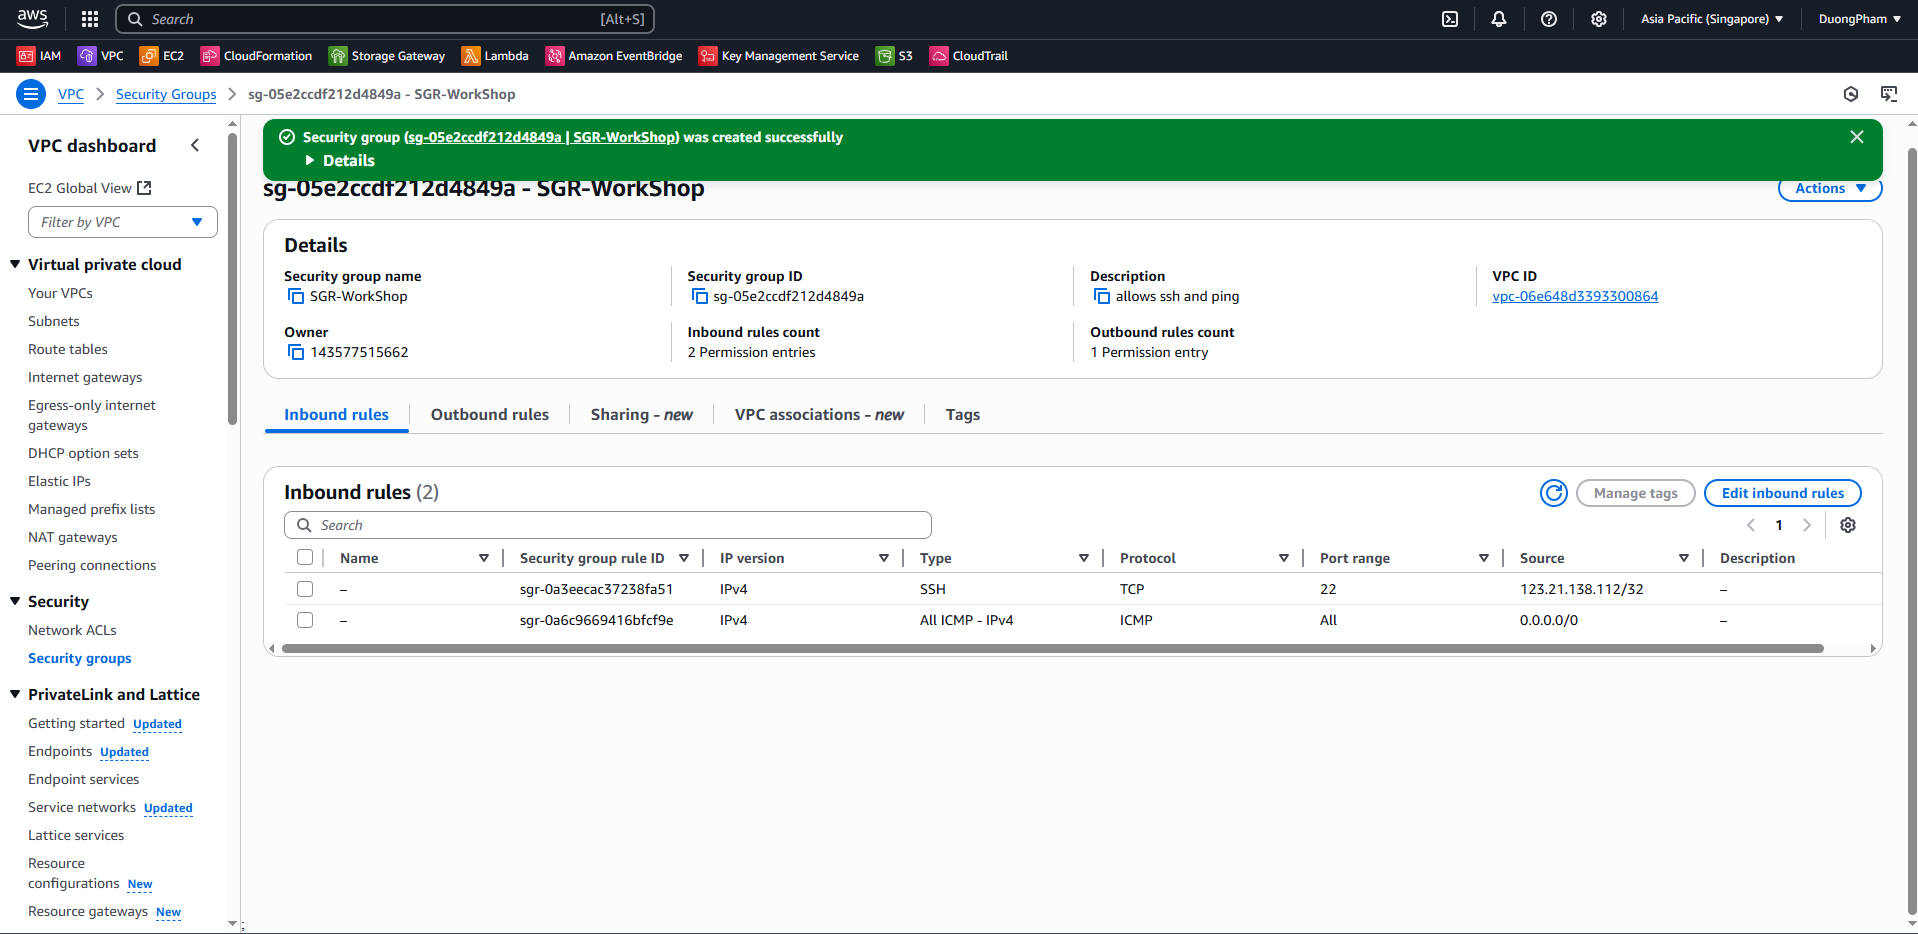 aws
Search [Alt+S]
Asia Pacific (Singapore) DuongPham
IAM VPC EC2 CloudFormation Storage Gateway Lambda Amazon EventBridge Key Management Service S3 CloudTrail
VPC Security Groups sg-05e2ccdf212d4849a - SGR-WorkShop
VPC dashboard
EC2 Global View
Filter by VPC
Virtual private cloud
Your VPCs
Subnets
Route tables
Internet gateways
Egress-only internet
gateways
DHCP option sets
Elastic IPs
Managed prefix lists
NAT gateways
Peering connections
Security
Network ACLs
Security groups
PrivateLink and Lattice
Getting started Updated
Endpoints Updated
Endpoint services
Service networks Updated
Lattice services
Resource
configurations New
Resource gateways New
Security group (sg-05e2ccdf212d4849a | SGR-WorkShop) was created successfully
Details
sg-05e2ccdf212d4849a - SGR-WorkShop
Actions
Details
Security group name
SGR-WorkShop
Security group ID
sg-05e2ccdf212d4849a
Description
allows ssh and ping
VPC ID
vpc-06e648d3393300864
Owner
143577515662
Inbound rules count
2 Permission entries
Outbound rules count
1 Permission entry
Inbound rules Outbound rules Sharing - new VPC associations - new Tags
Inbound rules (2)
Manage tags Edit inbound rules
Search
1
Name Security group rule ID IP version Type Protocol Port range Source Description
– sgr-0a3eecac37238fa51 IPv4 SSH TCP 22 123.21.138.112/32 –
– sgr-0a6c9669416bfcf9e IPv4 All ICMP - IPv4 ICMP All 0.0.0.0/0 –